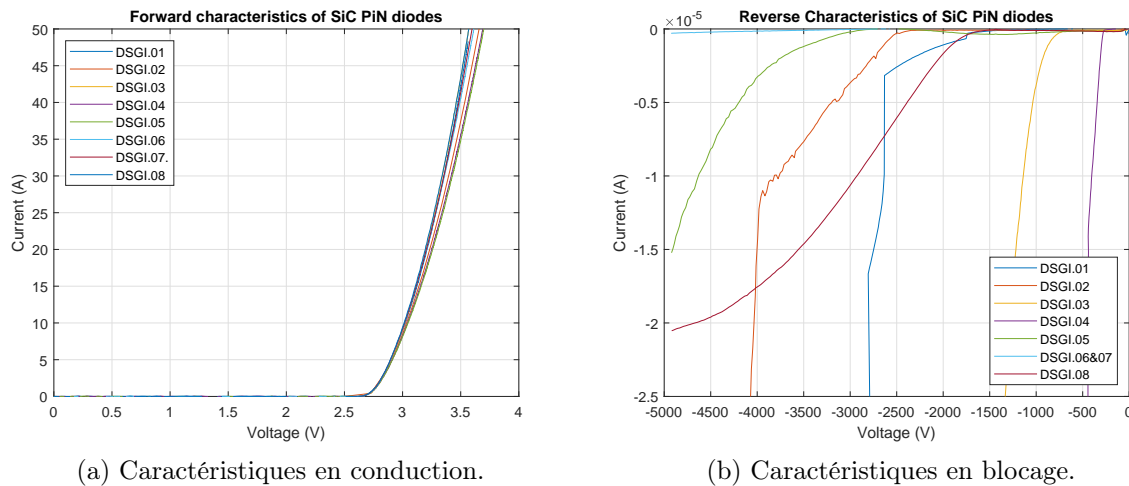 Forward characteristics of SiC PiN diodes
50
45
40
35
30
25
20
15
10
5
0
Current (A)
DSGI.01
DSGI.02
DSGI.03
DSGI.04
DSGI.05
DSGI.06
DSGI.07.
DSGI.08
0 0.5 1 1.5 2 2.5 3 3.5 4
Voltage (V)
(a) Caractéristiques en conduction.
Reverse Characteristics of SiC PiN diodes
×10⁻⁵
0
-0.5
-1
-1.5
-2
-2.5
Current (A)
DSGI.01
DSGI.02
DSGI.03
DSGI.04
DSGI.05
DSGI.06&07
DSGI.08
-5000 -4500 -4000 -3500 -3000 -2500 -2000 -1500 -1000 -500 0
Voltage (V)
(b) Caractéristiques en blocage.